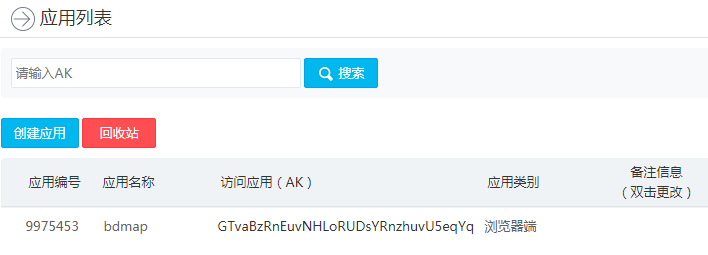 应用列表
请输入AK
搜索
创建应用 回收站
应用编号 应用名称 访问应用（AK） 应用类别 备注信息（双击更改）
9975453 bdmap GTvaBzRnEuvNHLoRUDsYRnzhuvU5eqYq 浏览器端